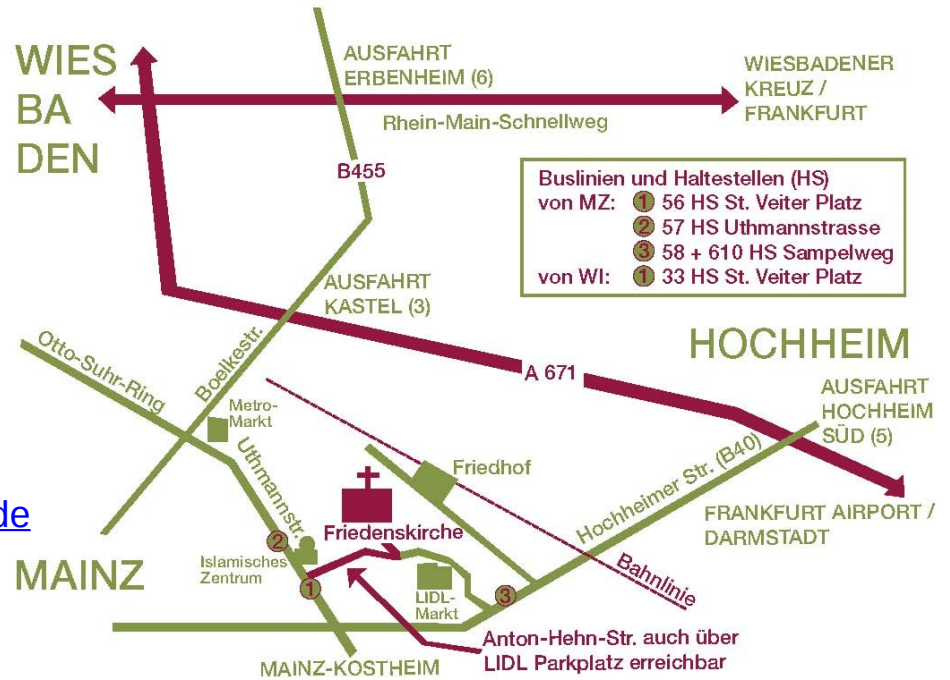 WIES
BA
DEN
AUSFAHRT
ERBENHEIM (6)
WIESBADENER
KREUZ /
FRANKFURT
Rhein-Main-Schnellweg
B455
Buslinien und Haltestellen (HS)
von MZ: 1 56 HS St. Veiter Platz
2 57 HS Uthmannstrasse
3 58 + 610 HS Sampelweg
von WI: 1 33 HS St. Veiter Platz
AUSFAHRT
KASTEL (3)
HOCHHEIM
Otto-Suhr-Ring
Boelkestr.
A 671
AUSFAHRT
HOCHHEIM
SÜD (5)
Metro-
Markt
Uthmannstr.
Friedhof
Hochheimer Str. (B40)
de
Friedenskirche
FRANKFURT AIRPORT /
DARMSTADT
2
Islamisches
Zentrum
MAINZ
1
LIDL-
Markt
3
Bahnlinie
Anton-Hehn-Str. auch über
LIDL Parkplatz erreichbar
MAINZ-KOSTHEIM